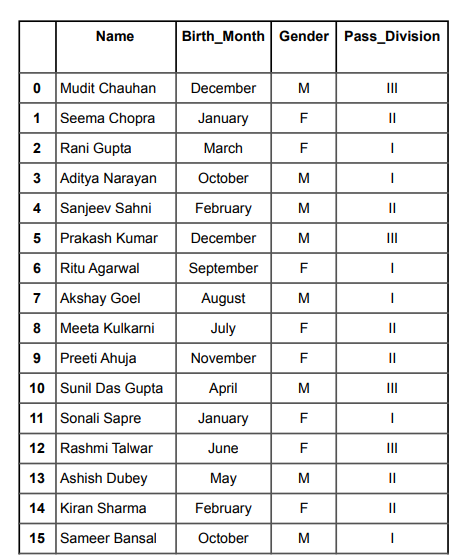 Name Birth_Month Gender Pass_Division
0 Mudit Chauhan December M III
1 Seema Chopra January F II
2 Rani Gupta March F I
3 Aditya Narayan October M I
4 Sanjeev Sahni February M II
5 Prakash Kumar December M III
6 Ritu Agarwal September F I
7 Akshay Goel August M I
8 Meeta Kulkarni July F II
9 Preeti Ahuja November F II
10 Sunil Das Gupta April M III
11 Sonali Sapre January F I
12 Rashmi Talwar June F III
13 Ashish Dubey May M II
14 Kiran Sharma February F II
15 Sameer Bansal October M I